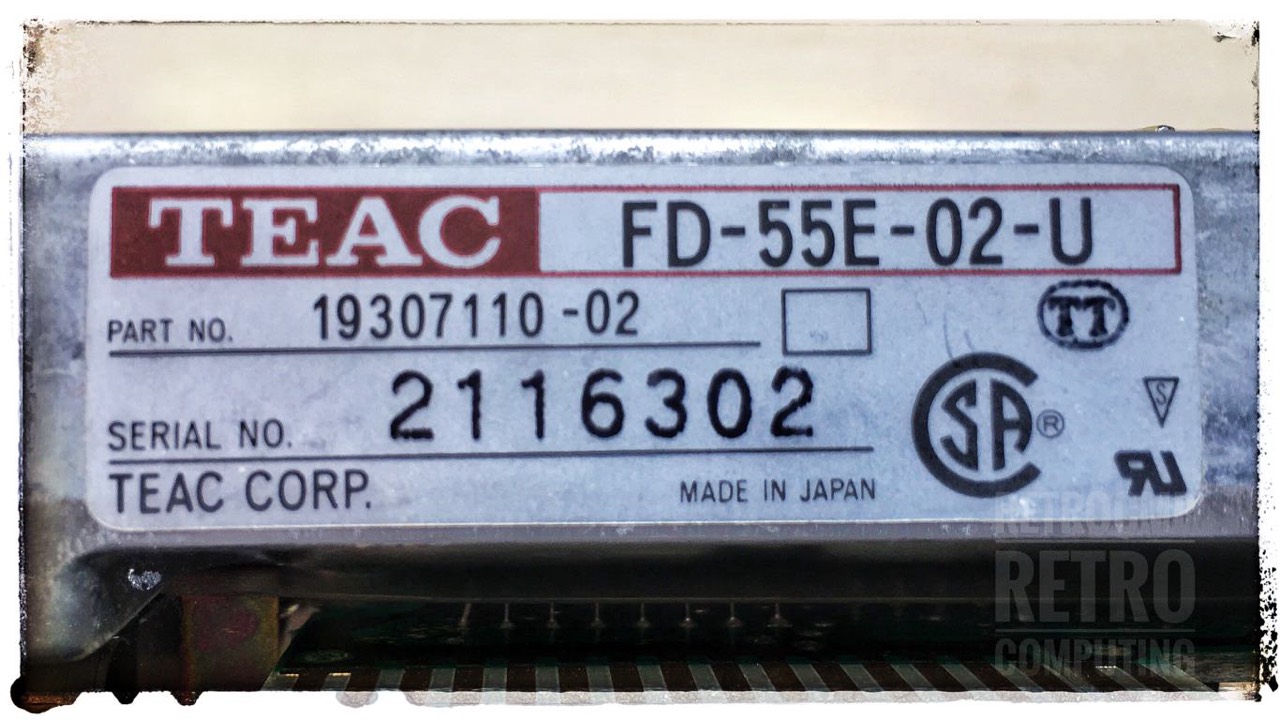 TEAC FD-55E-02-U
PART NO. 19307110-02
TT
SERIAL NO. 2116302
SA ®
S
TEAC CORP. MADE IN JAPAN
RU
RETRO
COMPUTING